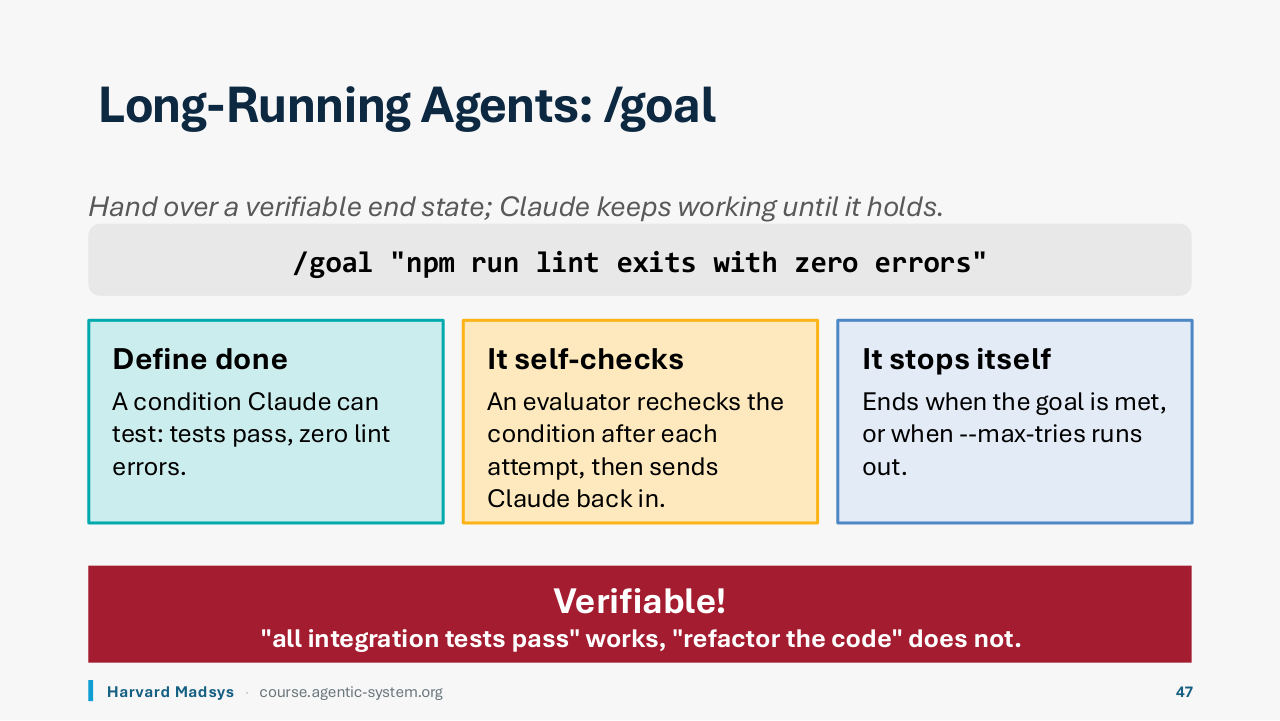 Long-Running Agents: /goal
Hand over a verifiable end state; Claude keeps working until it holds.
/goal "npm run lint exits with zero errors"
Define done
A condition Claude can
test: tests pass, zero lint
errors.
It self-checks
An evaluator rechecks the
condition after each
attempt, then sends
Claude back in.
It stops itself
Ends when the goal is met,
or when --max-tries runs
out.
Verifiable!
"all integration tests pass" works, "refactor the code" does not.
Harvard Madsys · course.agentic-system.org
47